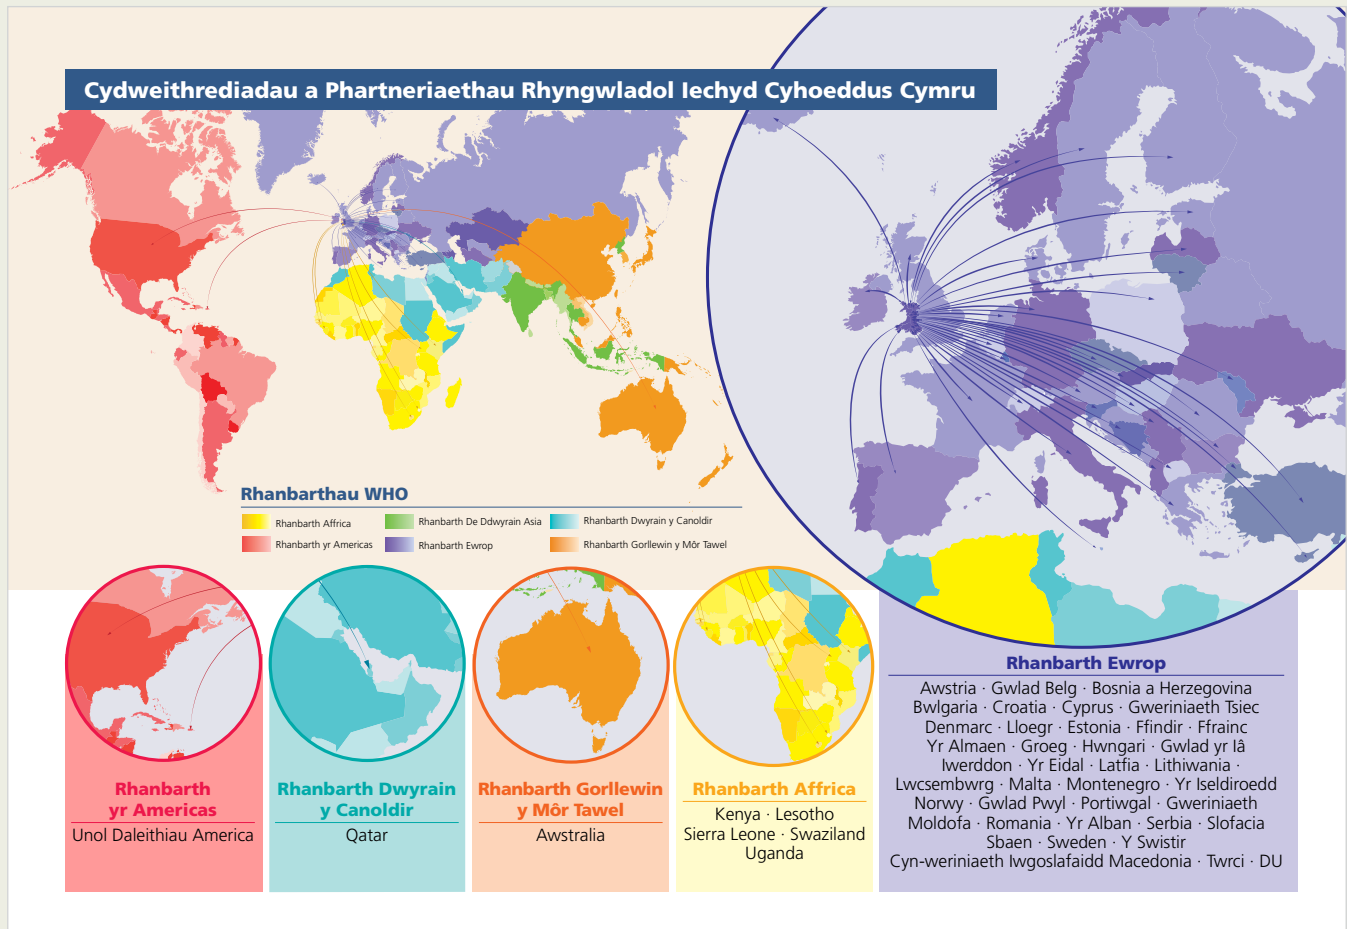 Cydweithrediadau a Phartneriaethau Rhyngwladol Iechyd Cyhoeddus Cymru
Rhanbarthau WHO
Rhanbarth Affrica
Rhanbarth De Ddwyrain Asia
Rhanbarth Dwyrain y Canoldir
Rhanbarth yr Americas
Rhanbarth Ewrop
Rhanbarth Gorllewin y Môr Tawel
Rhanbarth
yr Americas
Unol Daleithiau America
Rhanbarth Dwyrain
y Canoldir
Qatar
Rhanbarth Gorllewin
y Môr Tawel
Awstralia
Rhanbarth Affrica
Kenya · Lesotho
Sierra Leone · Swaziland
Uganda
Rhanbarth Ewrop
Awstria · Gwlad Belg · Bosnia a Herzegovina
Bwlgaria · Croatia · Cyprus · Gweriniaeth Tsiec
Denmarc · Lloegr · Estonia · Ffindir · Ffrainc
Yr Almaen · Groeg · Hwngari · Gwlad yr Iâ
Iwerddon · Yr Eidal · Latfia · Lithiwania ·
Lwcsembwrg · Malta · Montenegro · Yr Iseldiroedd
Norwy · Gwlad Pwyl · Portiwgal · Gweriniaeth
Moldofa · Romania · Yr Alban · Serbia · Slofacia
Sbaen · Sweden · Y Swistir
Cyn-weriniaeth Iwgoslafaidd Macedonia · Twrci · DU